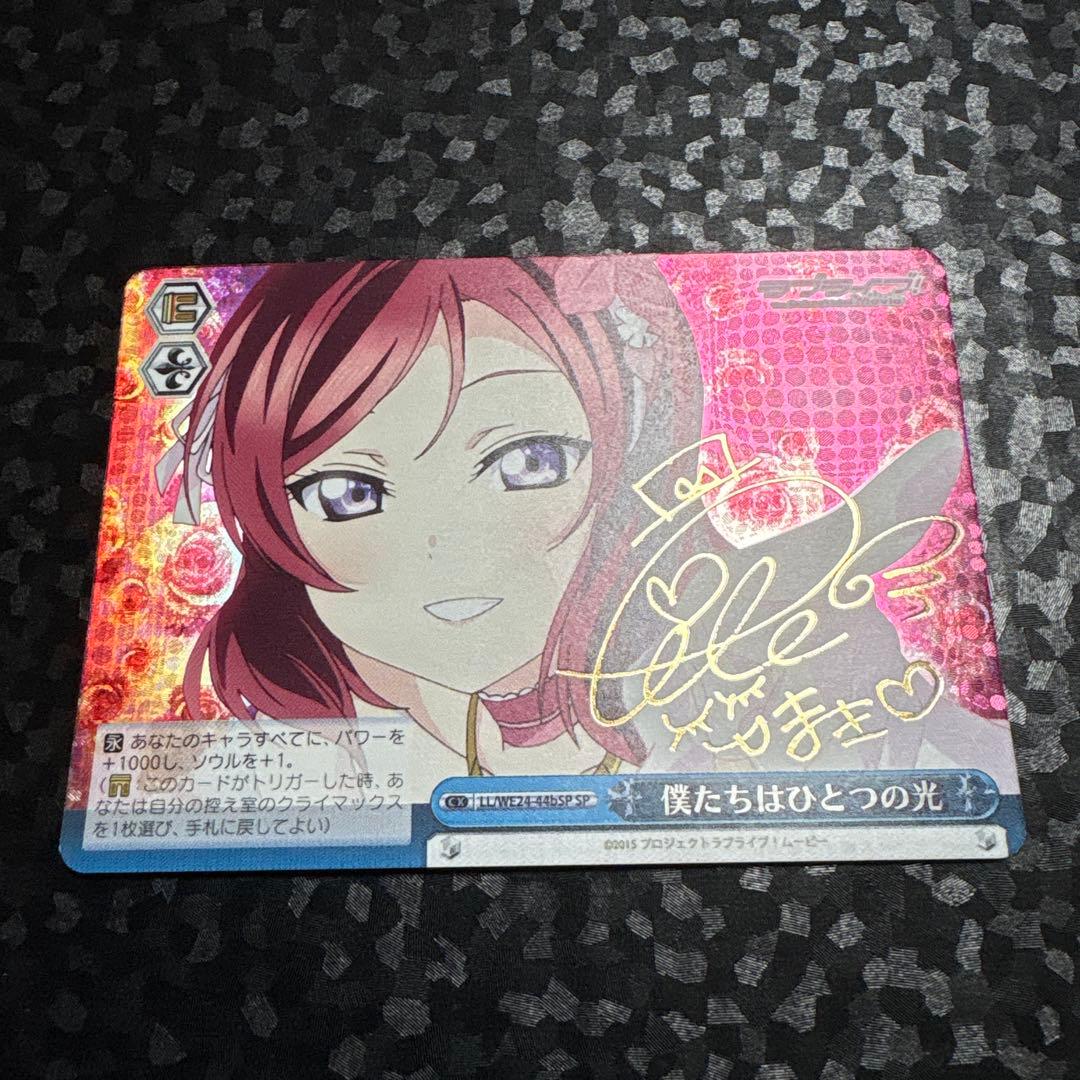 ラブライブ!
永 あなたのキャラすべてに、パワーを
+1000し、ソウルを+1。
(門:このカードがトリガーした時、あ
なたは自分の控え室のクライマックス
を1枚選び、手札に戻してよい)
まき
CX LL/WE24-44bSP SP 僕たちはひとつの光
©2015 プロジェクトラブライブ!ムービー